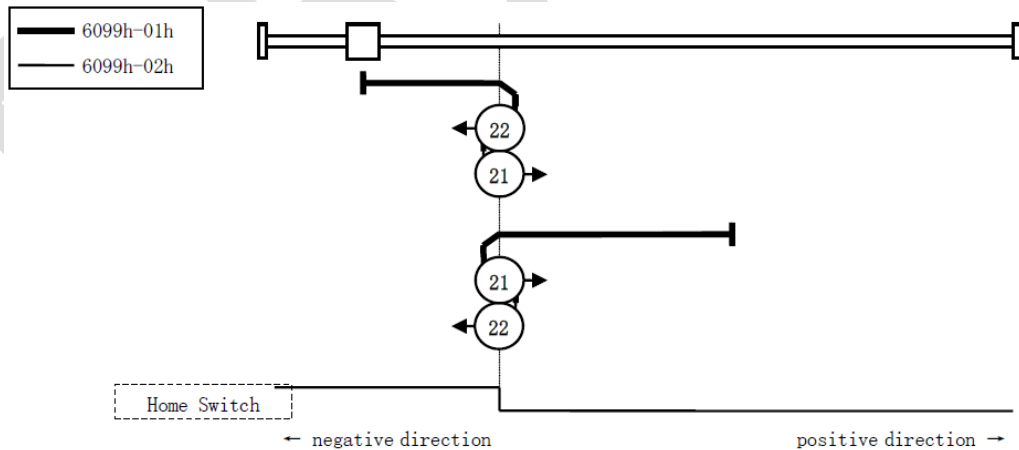 6099h-01h
6099h-02h
22
21
21
22
Home Switch
← negative direction
positive direction →